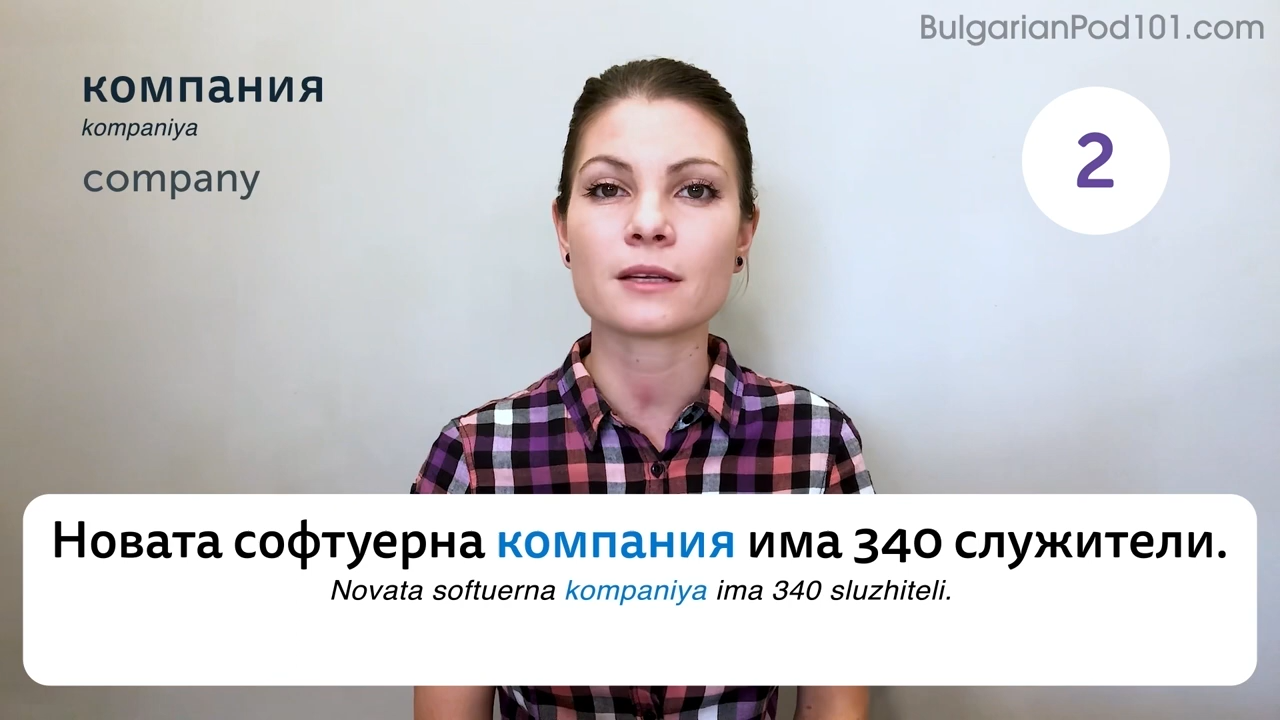 BulgarianPod101.com
компания
kompaniya
company
2
Новата софтуерна компания има 340 служители.
Novata softuerna kompaniya ima 340 sluzhiteli.